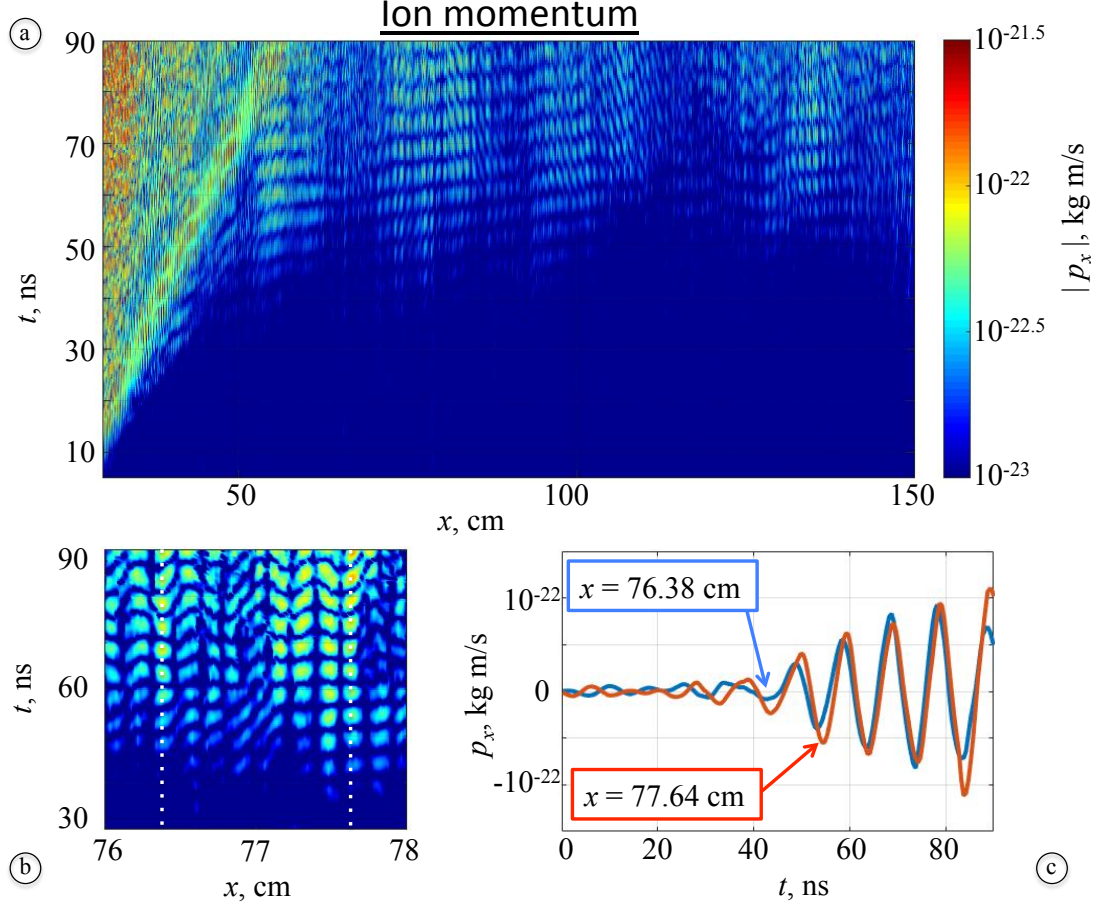 Ion momentum
a
90
70
50
30
10
t, ns
50
100
150
x, cm
10-21.5
10-22
10-22.5
10-23
| px |, kg m/s
90
60
30
t, ns
76
77
78
x, cm
b
x = 76.38 cm
x = 77.64 cm
10-22
0
-10-22
px, kg m/s
0
20
40
60
80
t, ns
c